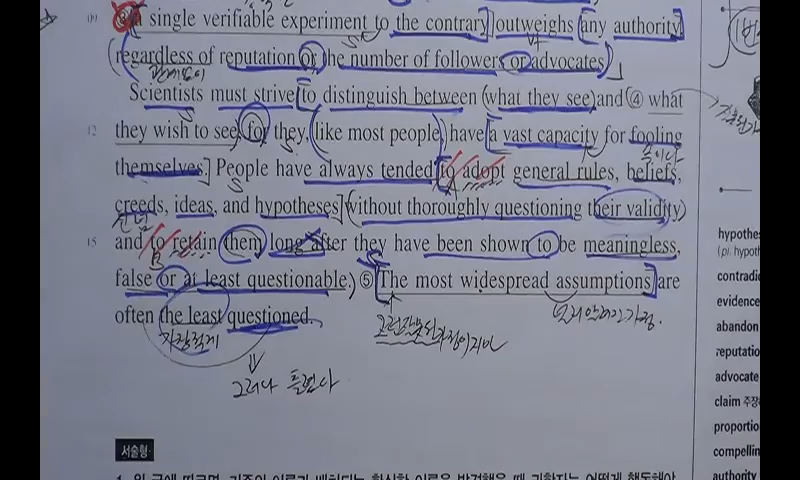 09 ③ a single verifiable experiment to the contrary outweighs any authority
(regardless of reputation or the number of followers or advocates)
Scientists must strive to distinguish between (what they see) and ④ what
12 they wish to see, for they, like most people, have a vast capacity for fooling
themselves. People have always tended to adopt general rules, beliefs,
creeds, ideas, and hypotheses (without thoroughly questioning their validity)
15 and to retain them long after they have been shown to be meaningless,
false or at least questionable. ⑤ The most widespread assumptions are
often the least questioned.
그러나 틀렸다
서술형
hypothes
(pl. hypot
contradi
evidence
abandon
reputatio
advocate
claim 주장
proportio
compellin
authority